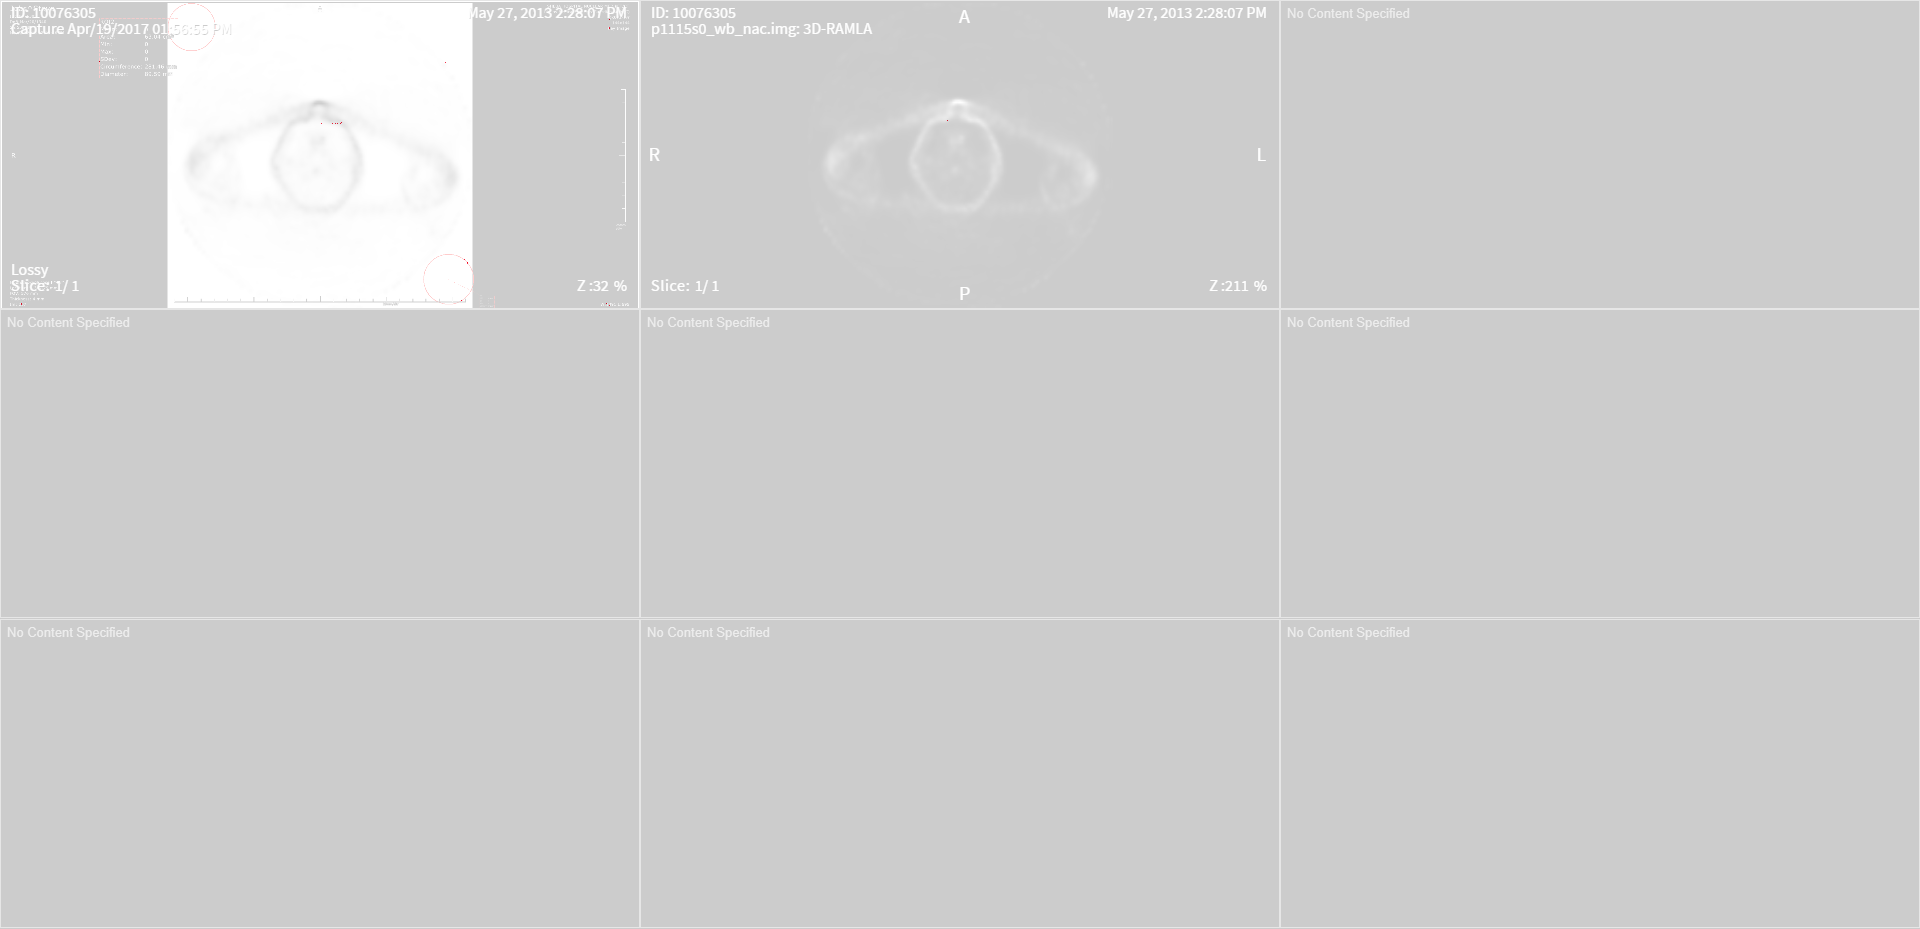 ID: 10076305
Capture Apr/19/2017 01:56:55 PM
May 27, 2013 2:28:07 PM
Lossy
Slice: 1/ 1
Z :32 %
ID: 10076305
p1115s0_wb_nac.img: 3D-RAMLA
A
May 27, 2013 2:28:07 PM
R
L
Slice: 1/ 1
P
Z :211 %
No Content Specified
No Content Specified
No Content Specified
No Content Specified
No Content Specified
No Content Specified
No Content Specified